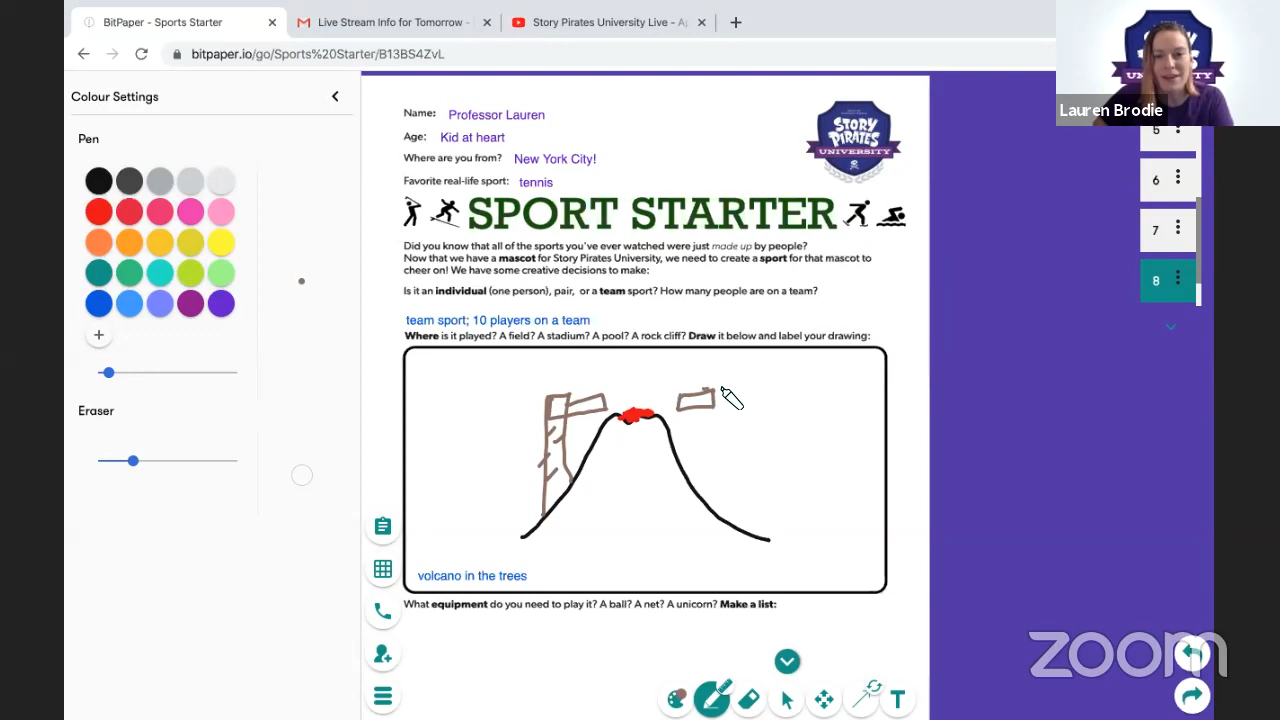 BitPaper - Sports Starter
Live Stream Info for Tomorrow -
Story Pirates University Live - A
bitpaper.io/go/Sports%20Starter/B13BS4ZvL
Lauren Brodie
Colour Settings
Pen
Eraser
Name: Professor Lauren
Age: Kid at heart
Where are you from? New York City!
Favorite real-life sport: tennis
STORY
PIRATES
UNIVERSITY
SPORT STARTER
Did you know that all of the sports you've ever watched were just made up by people?
Now that we have a mascot for Story Pirates University, we need to create a sport for that mascot to
cheer on! We have some creative decisions to make:
Is it an individual (one person), pair, or a team sport? How many people are on a team?
team sport; 10 players on a team
Where is it played? A field? A stadium? A pool? A rock cliff? Draw it below and label your drawing:
volcano in the trees
What equipment do you need to play it? A ball? A net? A unicorn? Make a list:
5
6
7
8
T
zoom